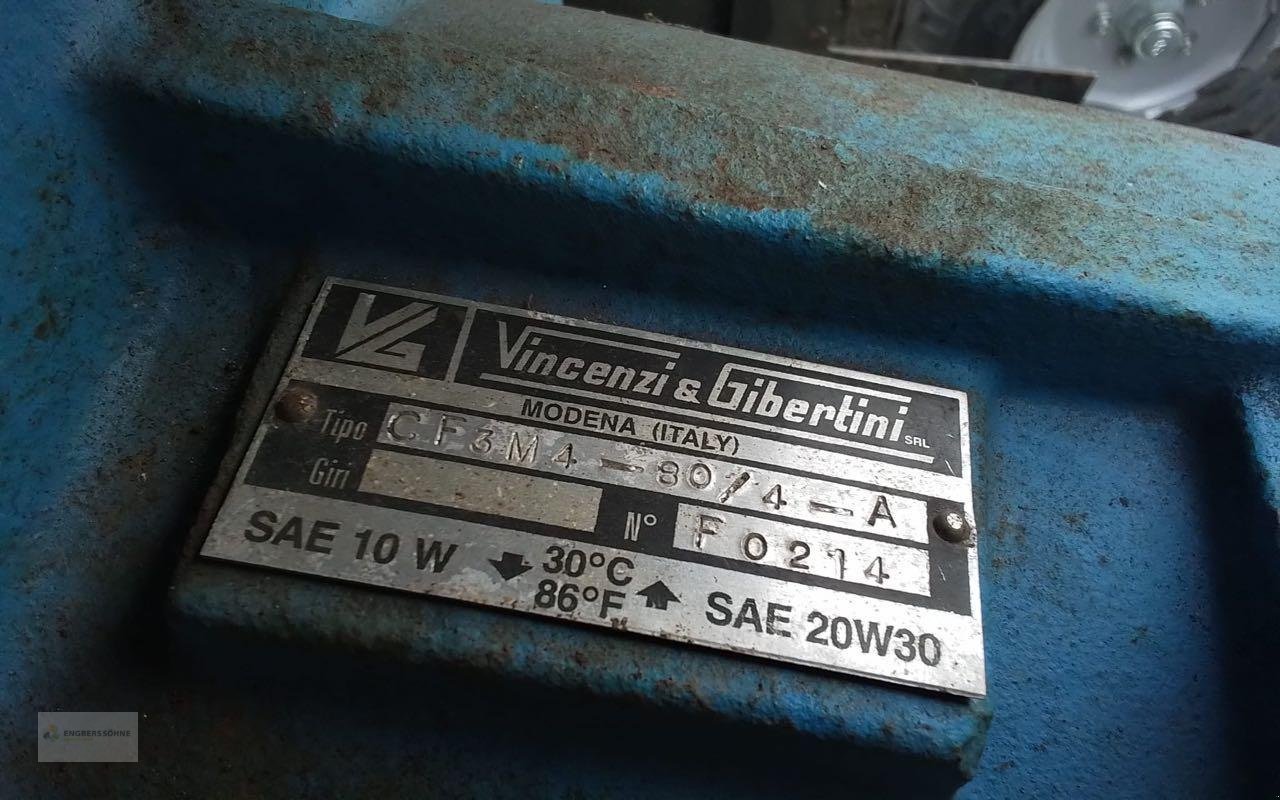 VG Vincenzi & Gibertini SRL
MODENA (ITALY)
Tipo CF3M4-80/4-A
Giri
N° F0214
SAE 10 W 30°C
86°F SAE 20W30
ENGBERSSÖHNE